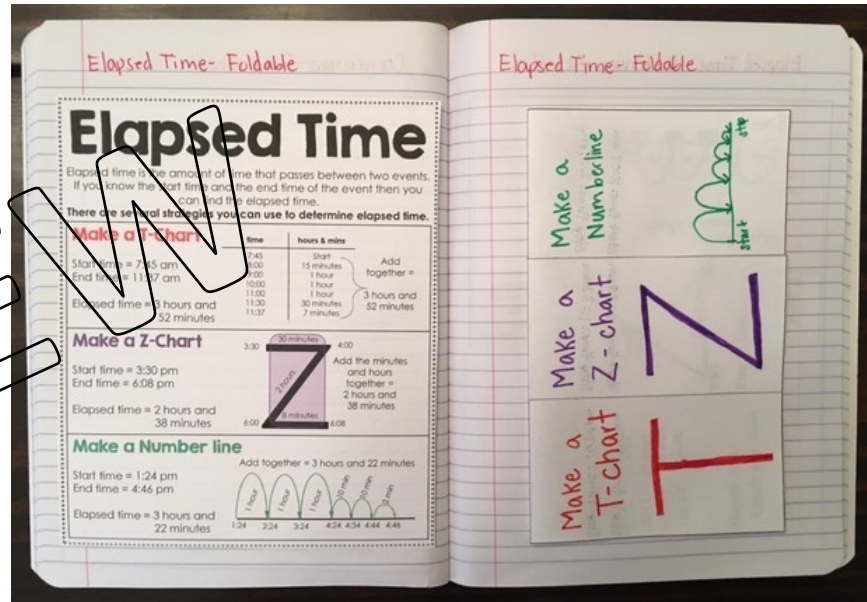 Elapsed Time- Foldable
Elapsed Time
Elapsed time is the amount of time that passes between two events.
If you know the start time and the end time of the event then you
can find the elapsed time.
There are several strategies you can use to determine elapsed time.
Make a T-Chart
Start time = 7:45 am
End time = 11:37 am
Elapsed time = 3 hours and
52 minutes
time hours & mins
7:45 Start
8:00 15 minutes
9:00 1 hour
10:00 1 hour
11:00 1 hour
11:30 30 minutes
11:37 7 minutes
Add
together =
3 hours and
52 minutes
Make a Z-Chart
Start time = 3:30 pm
End time = 6:08 pm
Elapsed time = 2 hours and
38 minutes
30 minutes
3:30 4:00
2 hours
8 minutes
6:00 6:08
Add the minutes
and hours
together =
2 hours and
38 minutes
Make a Number line
Start time = 1:24 pm
End time = 4:46 pm
Elapsed time = 3 hours and
22 minutes
Add together = 3 hours and 22 minutes
1 hour 1 hour 1 hour 10 min 10 min 2 min
1:24 2:24 3:24 4:24 4:34 4:44 4:46
Elapsed Time- Foldable
Make a
Numberline
start stop
Make a
Z-chart
Z
Make a
T-chart
T
EW